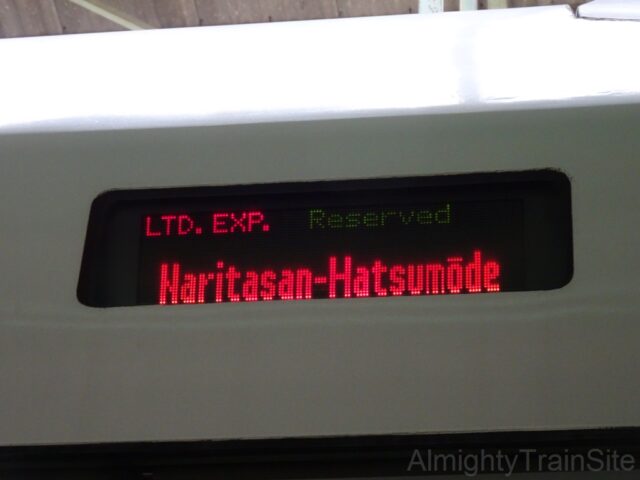 LTD. EXP. Reserved
Naritasan-Hatsumōde
AlmightyTrainSite